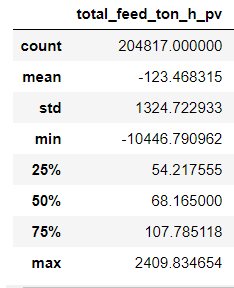 total_feed_ton_h_pv
count 204817.000000
mean -123.468315
std 1324.722933
min -10446.790962
25% 54.217555
50% 68.165000
75% 107.785118
max 2409.834654